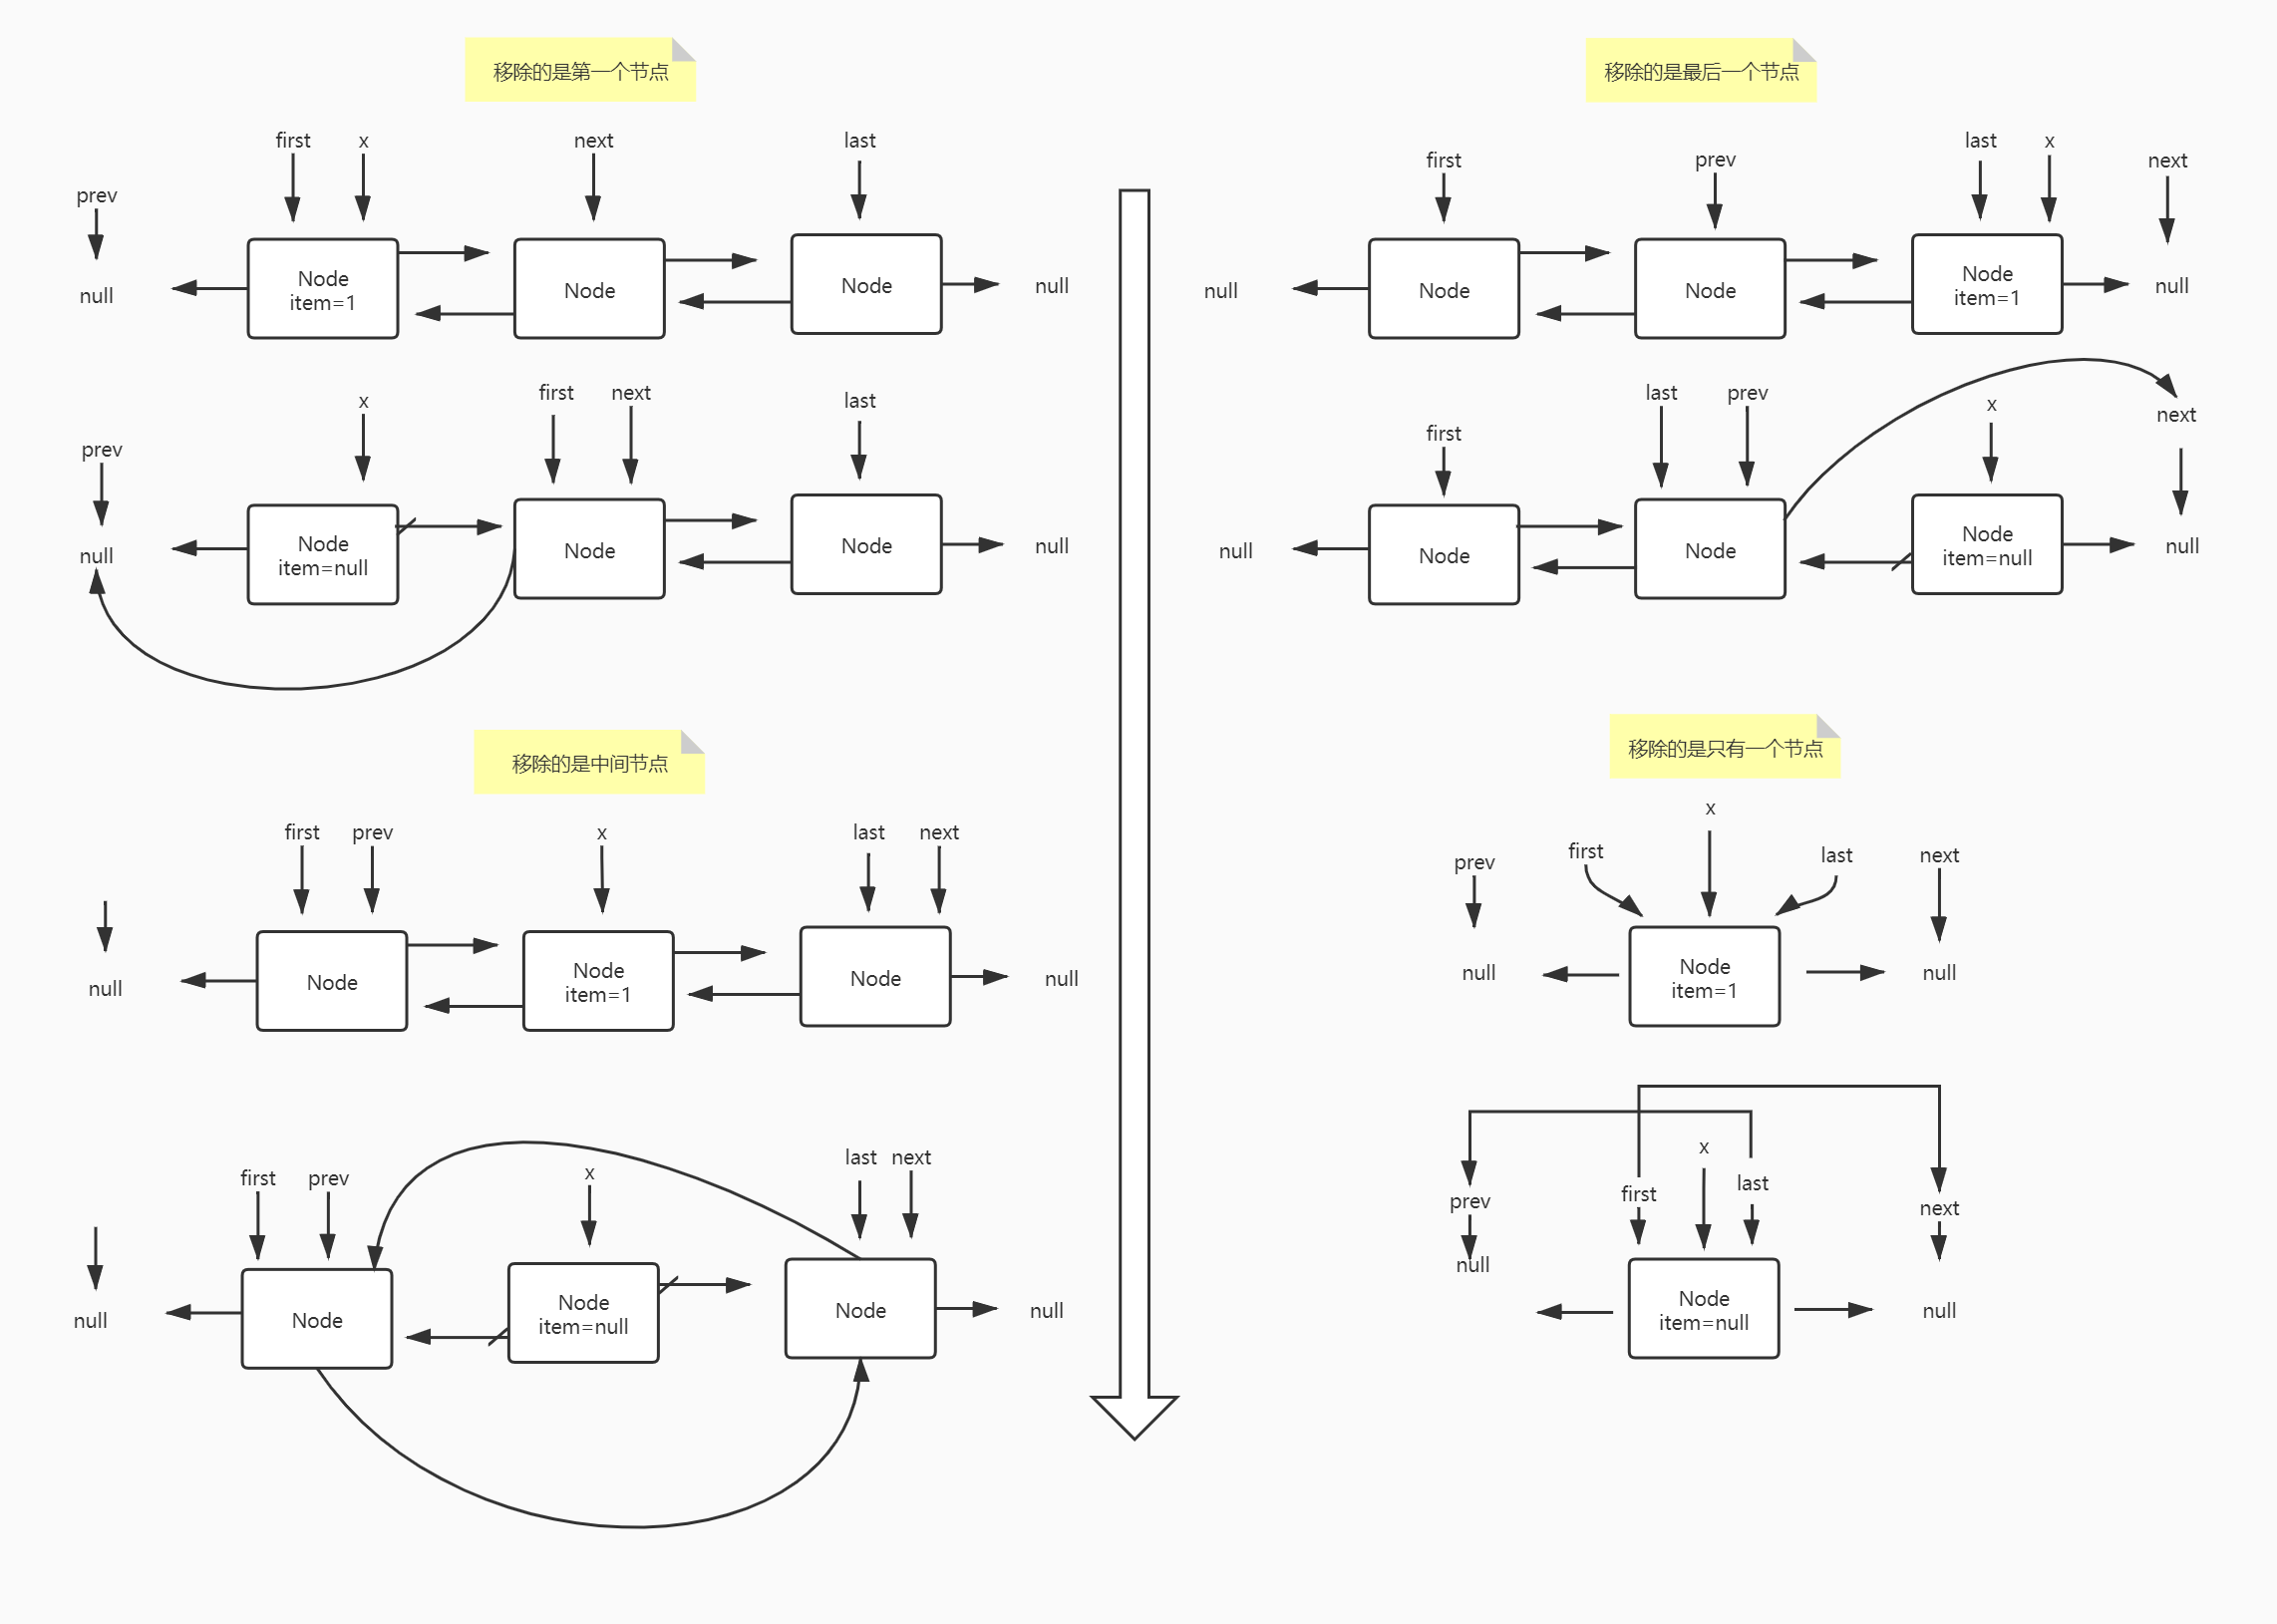 移除的是第一个节点
first
x
next
last
prev
null
Node
item=1
Node
Node
null
x
first
next
last
prev
null
Node
item=null
Node
Node
null
移除的是中间节点
first
prev
x
last
next
null
Node
Node
item=1
Node
null
first
prev
x
last
next
null
Node
Node
item=null
Node
null
移除的是最后一个节点
first
prev
last
x
next
null
Node
Node
Node
item=1
null
first
last
prev
x
next
null
Node
Node
Node
item=null
null
移除的是只有一个节点
x
prev
first
last
next
null
Node
item=1
null
x
prev
first
last
next
null
Node
item=null
null